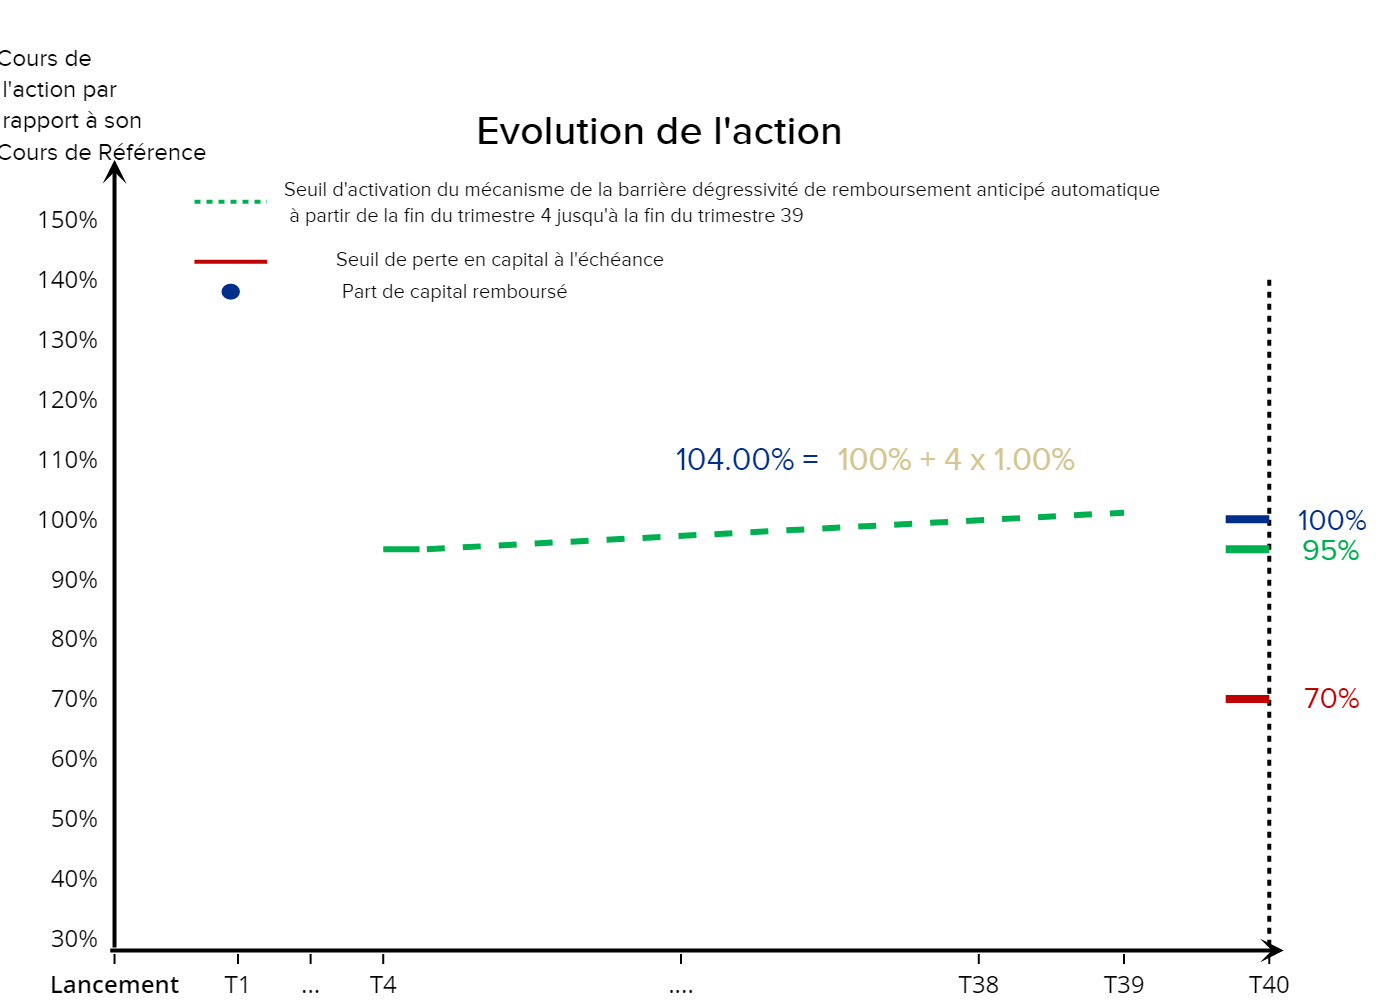 Cours de
l'action par
rapport à son
Cours de Référence
Evolution de l'action
Seuil d'activation du mécanisme de la barrière dégressivité de remboursement anticipé automatique
à partir de la fin du trimestre 4 jusqu'à la fin du trimestre 39
Seuil de perte en capital à l'échéance
Part de capital remboursé
150%
140%
130%
120%
110%
100%
90%
80%
70%
60%
50%
40%
30%
104.00% = 100% + 4 x 1.00%
100%
95%
70%
Lancement T1 ... T4 .... T38 T39 T40